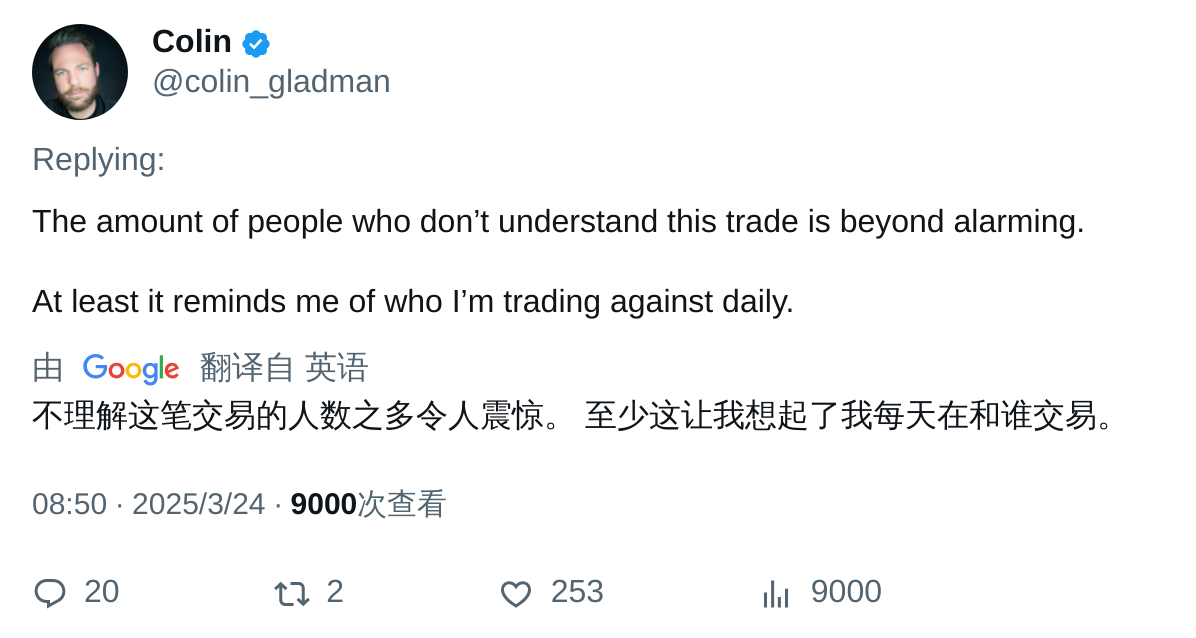 Colin
@colin_gladman
Replying:
The amount of people who don’t understand this trade is beyond alarming.
At least it reminds me of who I’m trading against daily.
由 Google 翻译自 英语
不理解这笔交易的人数之多令人震惊。 至少这让我想起了我每天在和谁交易。
08:50 · 2025/3/24 · 9000次查看
20 2 253 9000